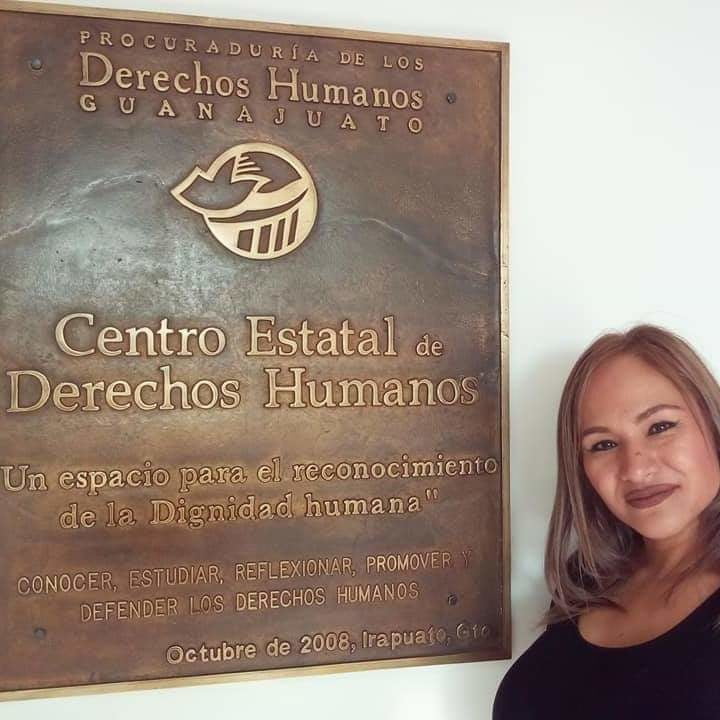 PROCURADURÍA DE LOS
Derechos Humanos
GUANAJUATO
Centro Estatal de
Derechos Humanos
Un espacio para el reconocimiento
de la Dignidad humana"
CONOCER, ESTUDIAR, REFLEXIONAR, PROMOVER Y
DEFENDER LOS DERECHOS HUMANOS
Octubre de 2008, Irapuato, Gto